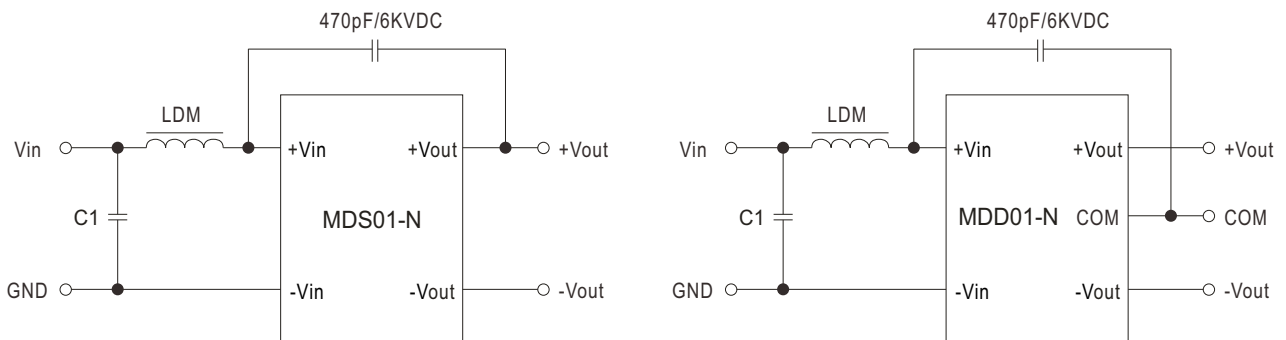 470pF/6KVDC
LDM
Vin
+Vin
+Vout
+Vout
C1
MDS01-N
GND
-Vin
-Vout
-Vout
470pF/6KVDC
LDM
Vin
+Vin
+Vout
+Vout
C1
MDD01-N
COM
COM
GND
-Vin
-Vout
-Vout